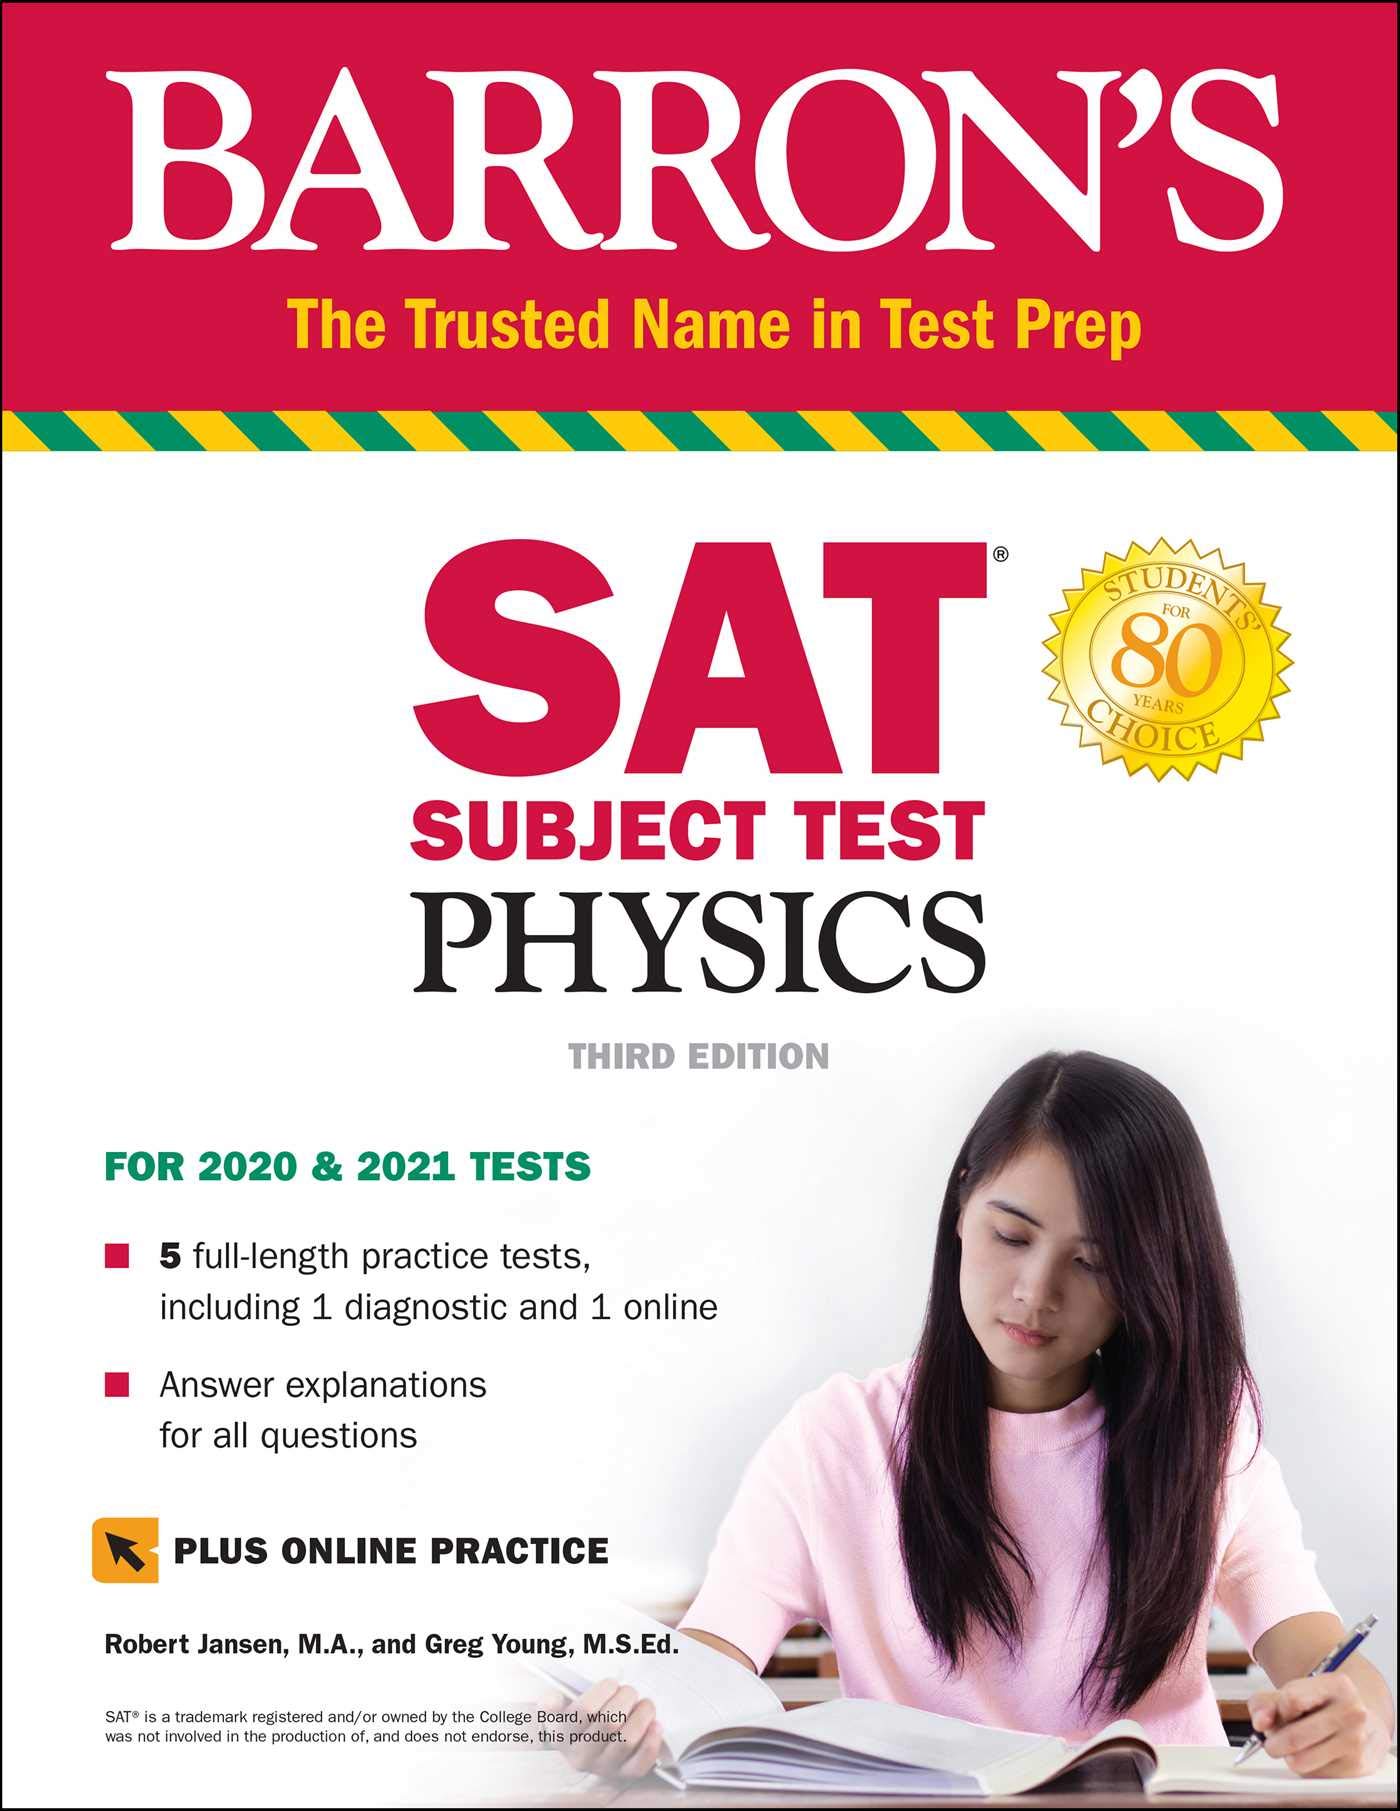 BARRON'S
The Trusted Name in Test Prep
SAT®
SUBJECT TEST
PHYSICS
THIRD EDITION
STUDENTS'
FOR
80
YEARS
CHOICE
FOR 2020 & 2021 TESTS
5 full-length practice tests,
including 1 diagnostic and 1 online
Answer explanations
for all questions
PLUS ONLINE PRACTICE
Robert Jansen, M.A., and Greg Young, M.S.Ed.
SAT® is a trademark registered and/or owned by the College Board, which
was not involved in the production of, and does not endorse, this product.